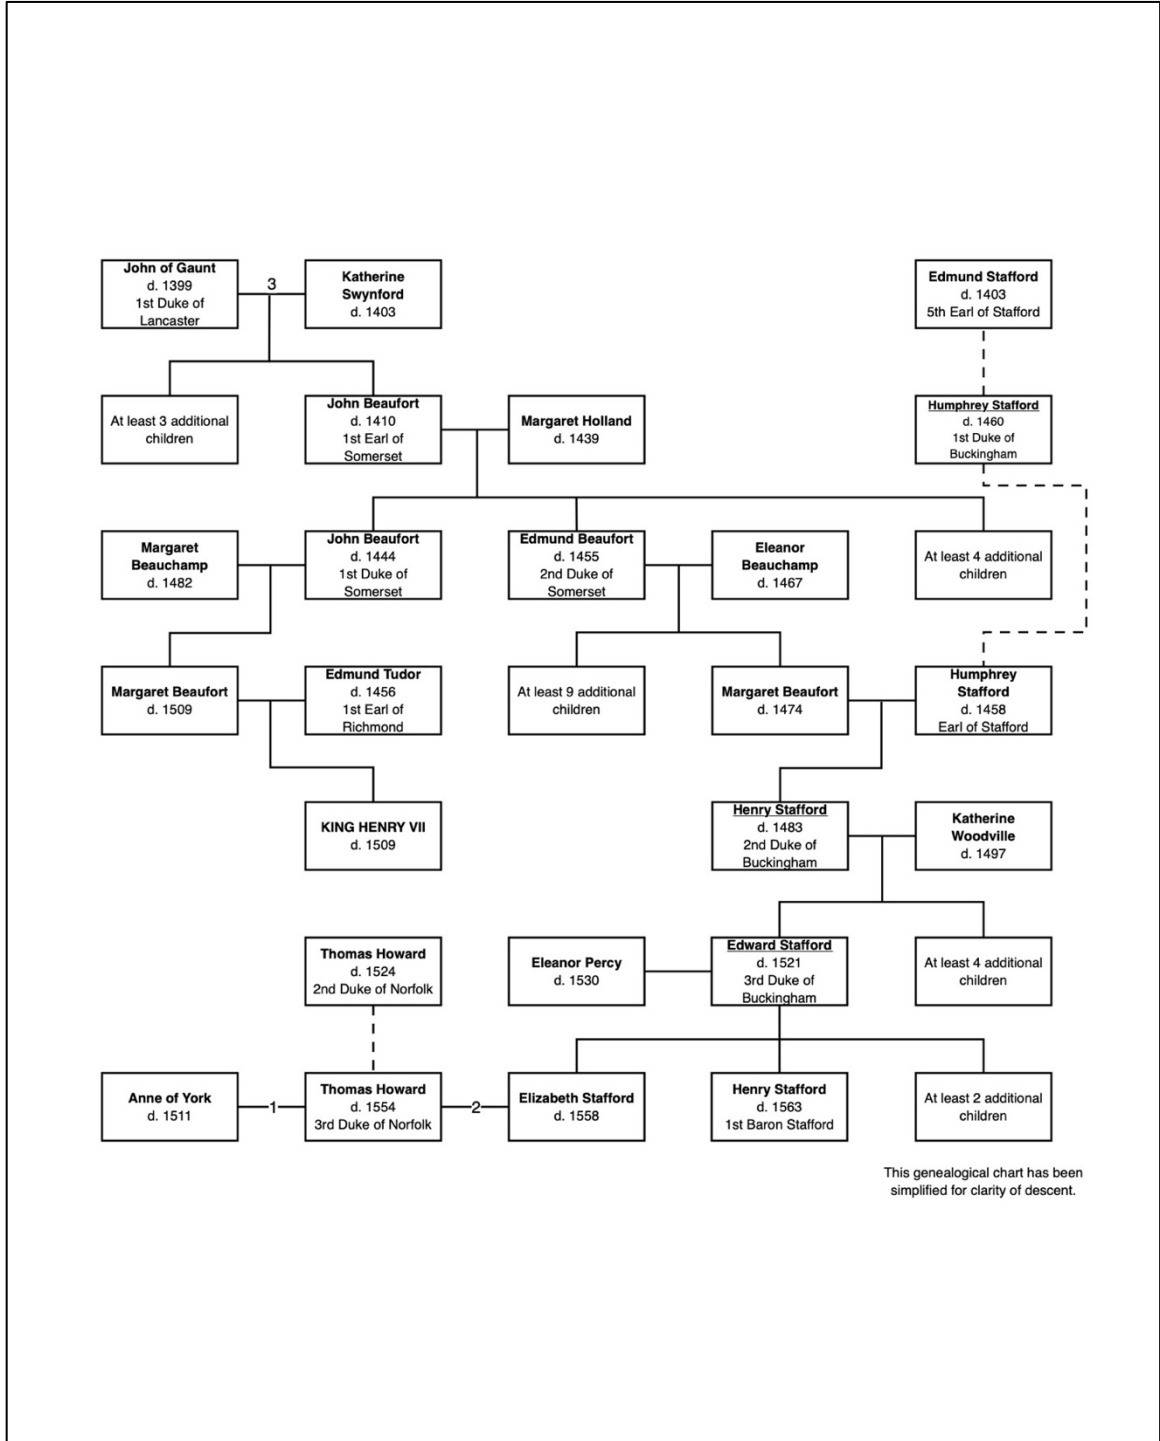 John of Gaunt
d. 1399
1st Duke of
Lancaster
3
Katherine
Swynford
d. 1403
Edmund Stafford
d. 1403
5th Earl of Stafford
At least 3 additional
children
John Beaufort
d. 1410
1st Earl of
Somerset
Margaret Holland
d. 1439
Humphrey Stafford
d. 1460
1st Duke of
Buckingham
Margaret
Beauchamp
d. 1482
John Beaufort
d. 1444
1st Duke of
Somerset
Edmund Beaufort
d. 1455
2nd Duke of
Somerset
Eleanor
Beauchamp
d. 1467
At least 4 additional
children
Margaret Beaufort
d. 1509
Edmund Tudor
d. 1456
1st Earl of
Richmond
At least 9 additional
children
Margaret Beaufort
d. 1474
Humphrey
Stafford
d. 1458
Earl of Stafford
KING HENRY VII
d. 1509
Henry Stafford
d. 1483
2nd Duke of
Buckingham
Katherine
Woodville
d. 1497
Thomas Howard
d. 1524
2nd Duke of Norfolk
Eleanor Percy
d. 1530
Edward Stafford
d. 1521
3rd Duke of
Buckingham
At least 4 additional
children
Anne of York
d. 1511
1
Thomas Howard
d. 1554
3rd Duke of Norfolk
2
Elizabeth Stafford
d. 1558
Henry Stafford
d. 1563
1st Baron Stafford
At least 2 additional
children
This genealogical chart has been
simplified for clarity of descent.